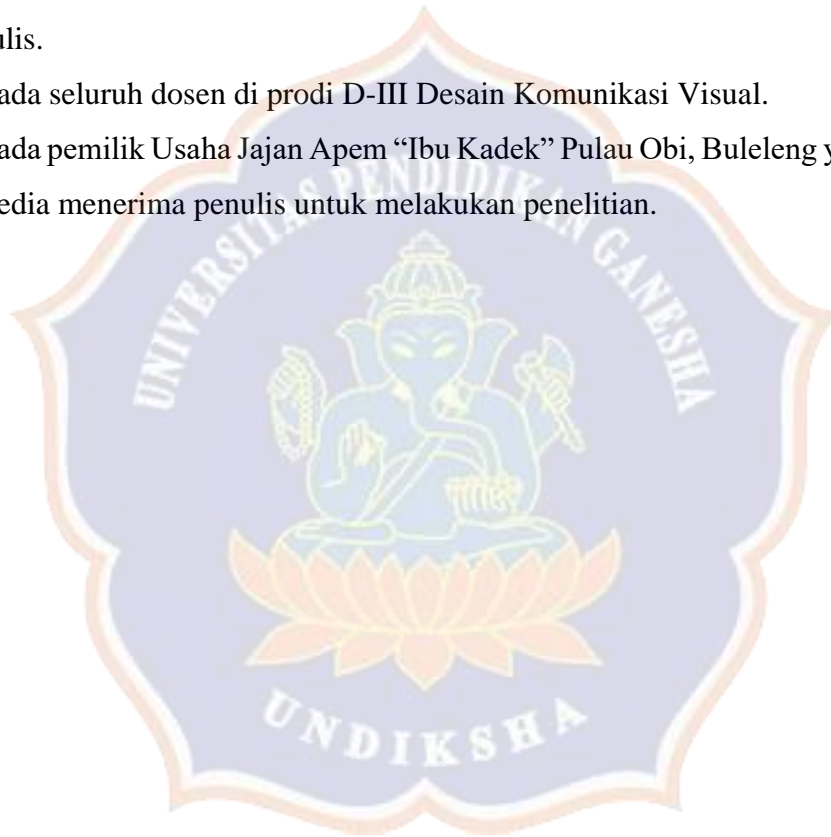 ulis.
ada seluruh dosen di prodi D-III Desain Komunikasi Visual.
ada pemilik Usaha Jajan Apem “Ibu Kadek” Pulau Obi, Buleleng y
edia menerima penulis untuk melakukan penelitian.
UNIVERSITAS PENDIDIKAN GANESHA
UNDIKSHA